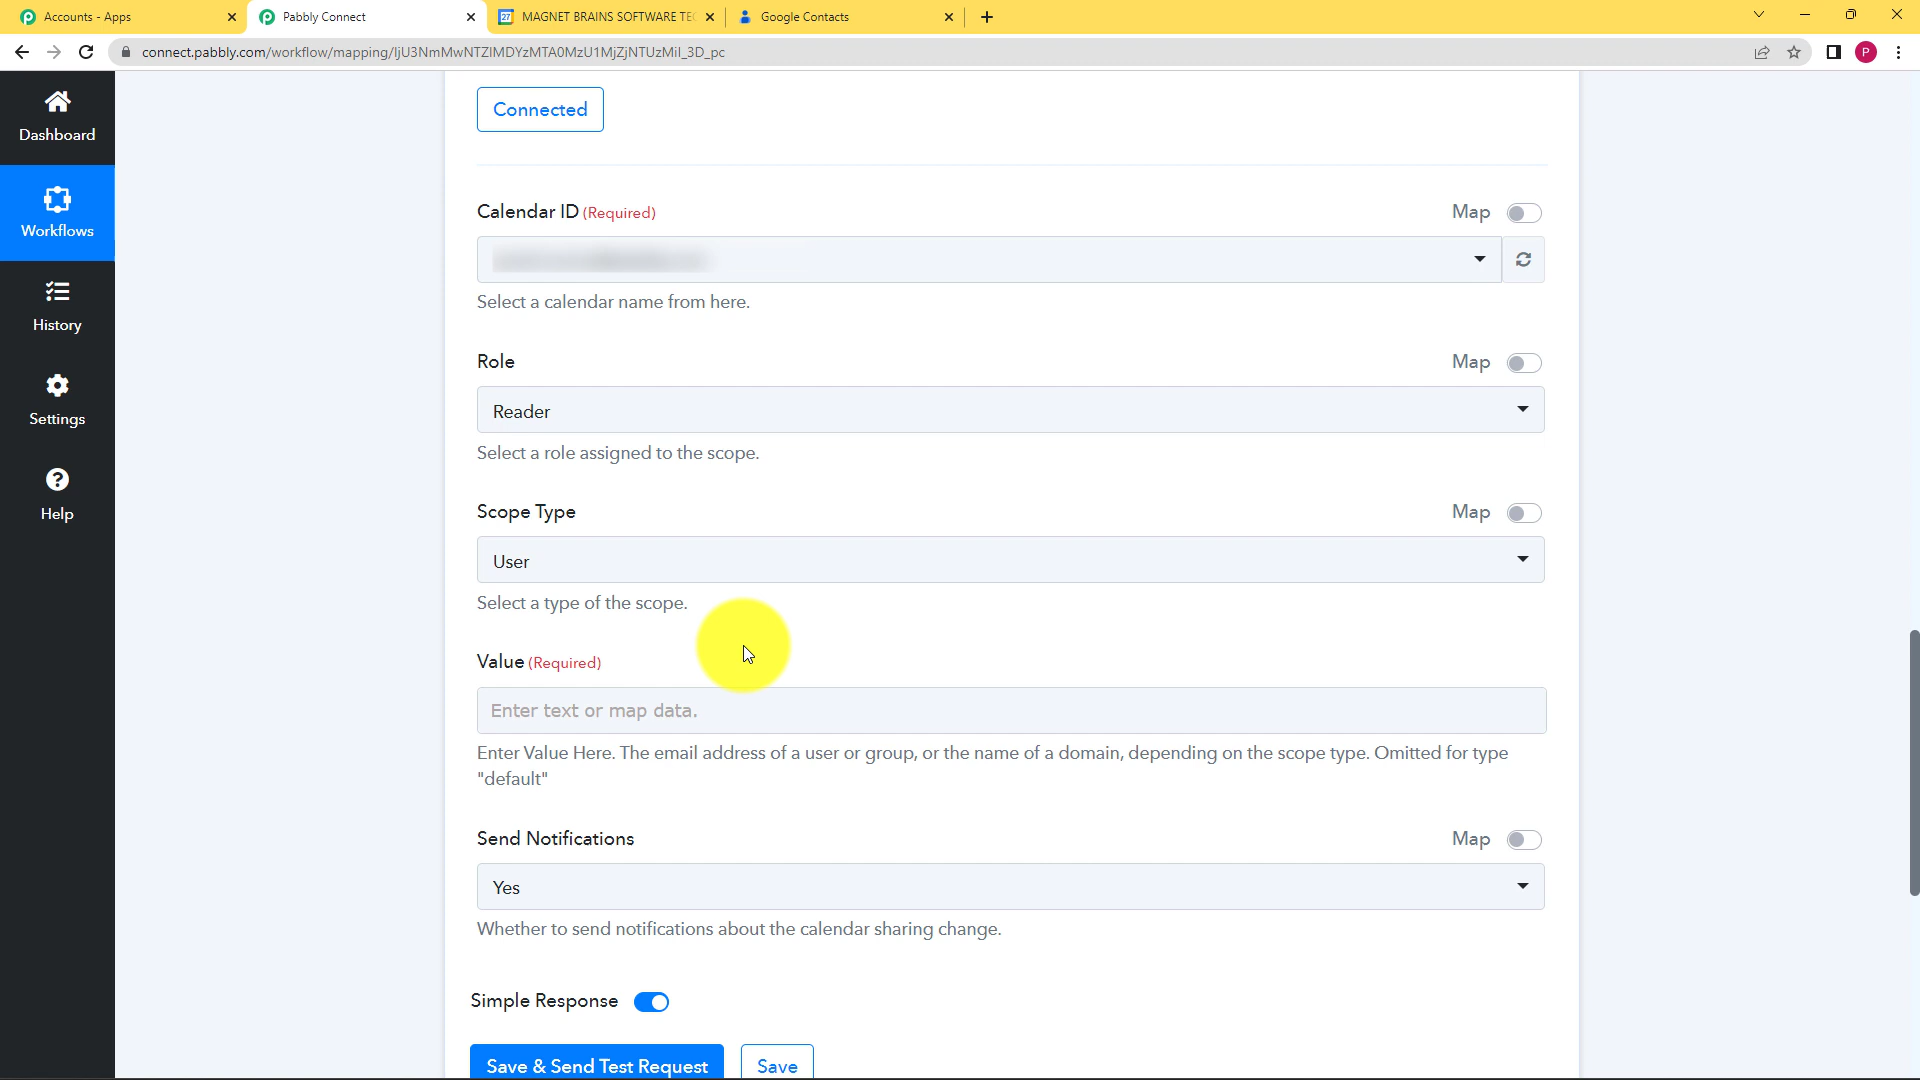 Accounts - Apps
Pabbly Connect
MAGNET BRAINS SOFTWARE TEC
Google Contacts
connect.pabbly.com/workflow/mapping/IjU3NmMwNTZlMDYzMTA0MzU1MjZjNTUzMiI_3D_pc
P
Dashboard
Workflows
History
Settings
Help
Connected
Calendar ID (Required)
Map
Select a calendar name from here.
Role
Map
Reader
Select a role assigned to the scope.
Scope Type
Map
User
Select a type of the scope.
Value (Required)
Enter text or map data.
Enter Value Here. The email address of a user or group, or the name of a domain, depending on the scope type. Omitted for type
"default"
Send Notifications
Map
Yes
Whether to send notifications about the calendar sharing change.
Simple Response
Save & Send Test Request
Save